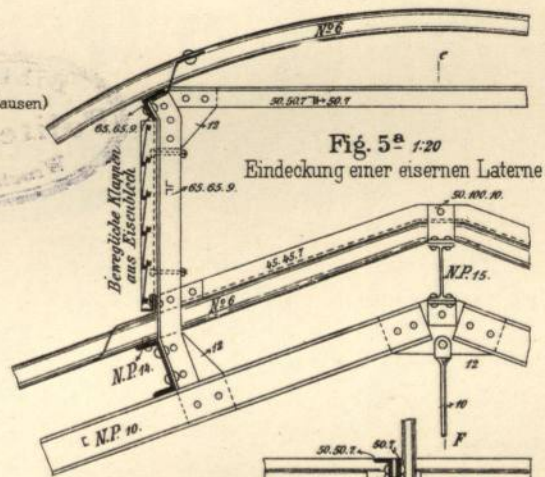 No 6
ausen)
e
50.50.7 50.7
65.65.9.
12
Fig. 5a 1:20
Eindeckung einer eisernen Laterne
65.65.9.
50.100.10.
Bewegliche Klappen
aus Eisenblech
45.45.7
N.P.15.
No 6
12
N.P.14.
12
10
N.P. 10.
F
50.50.7.
50.7.